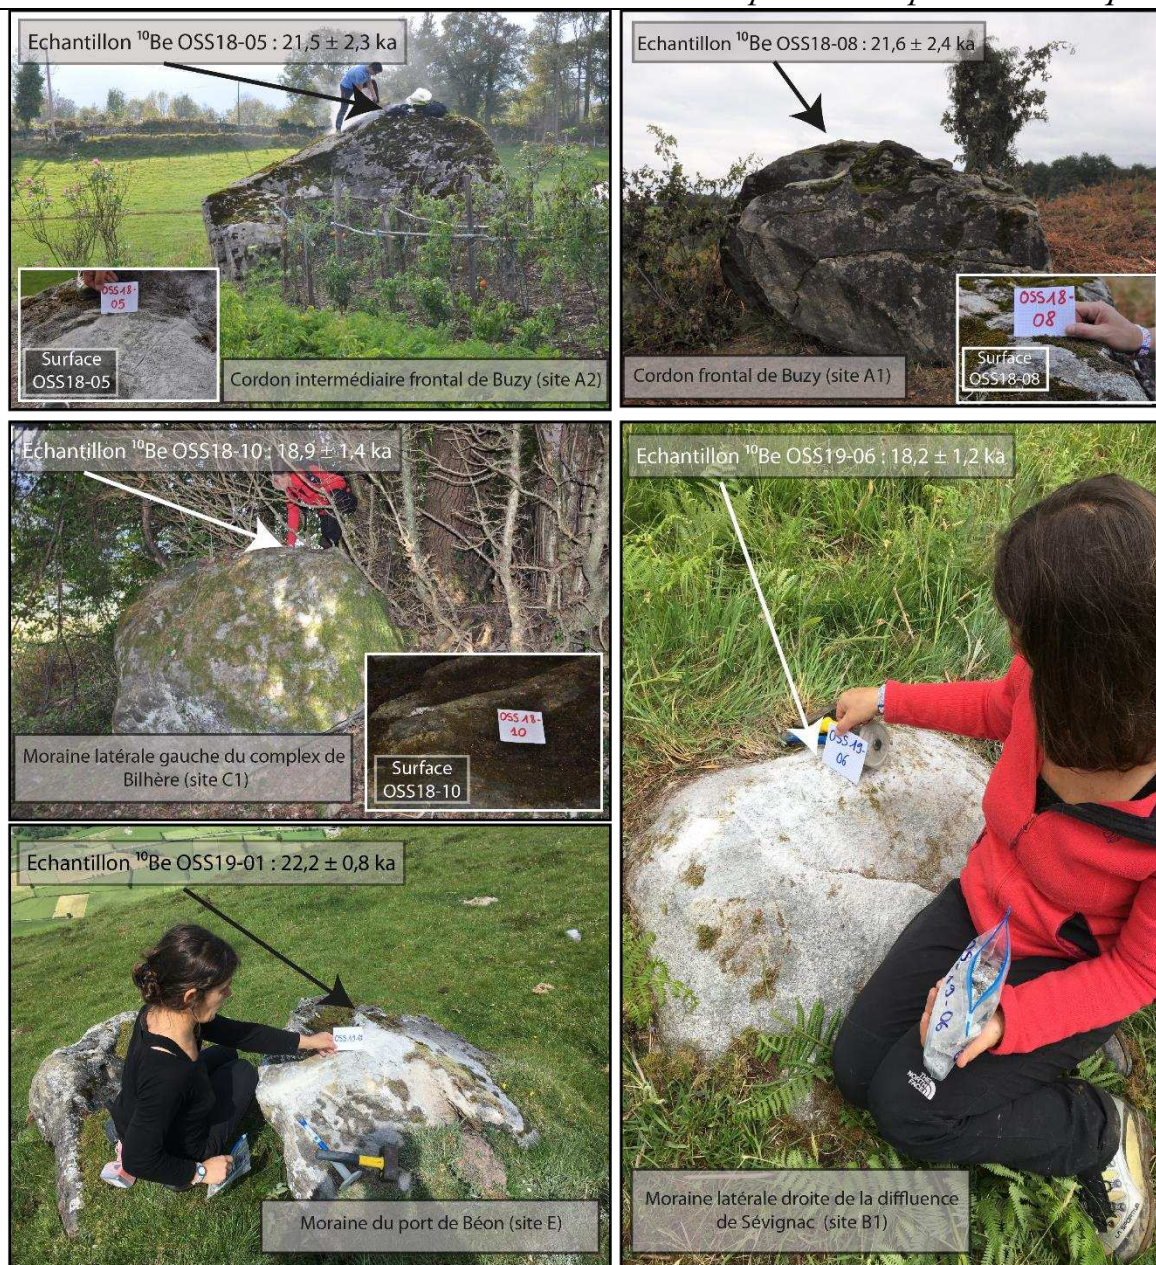 Echantillon ¹⁰Be OSS18-05 : 21,5 ± 2,3 ka
OSS18-
05
Surface
OSS18-05
Cordon intermédiaire frontal de Buzy (site A2)
Echantillon ¹⁰Be OSS18-08 : 21,6 ± 2,4 ka
OSS18-
08
Surface
OSS18-08
Cordon frontal de Buzy (site A1)
Echantillon ¹⁰Be OSS18-10 : 18,9 ± 1,4 ka
OSS18-
10
Surface
OSS18-10
Moraine latérale gauche du complex de
Bilhère (site C1)
Echantillon ¹⁰Be OSS19-06 : 18,2 ± 1,2 ka
OSS19-
06
19-06
THE
NORTH
FACE
Moraine latérale droite de la diffluence
de Sévignac (site B1)
Echantillon ¹⁰Be OSS19-01 : 22,2 ± 0,8 ka
Moraine du port de Béon (site E)